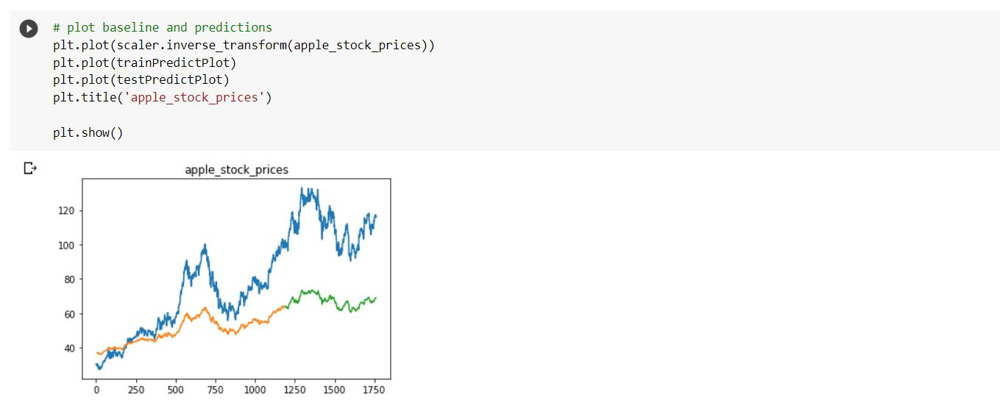 # plot baseline and predictions
plt.plot(scaler.inverse_transform(apple_stock_prices))
plt.plot(trainPredictPlot)
plt.plot(testPredictPlot)
plt.title('apple_stock_prices')
plt.show()
apple_stock_prices
120
100
80
60
40
0 250 500 750 1000 1250 1500 1750